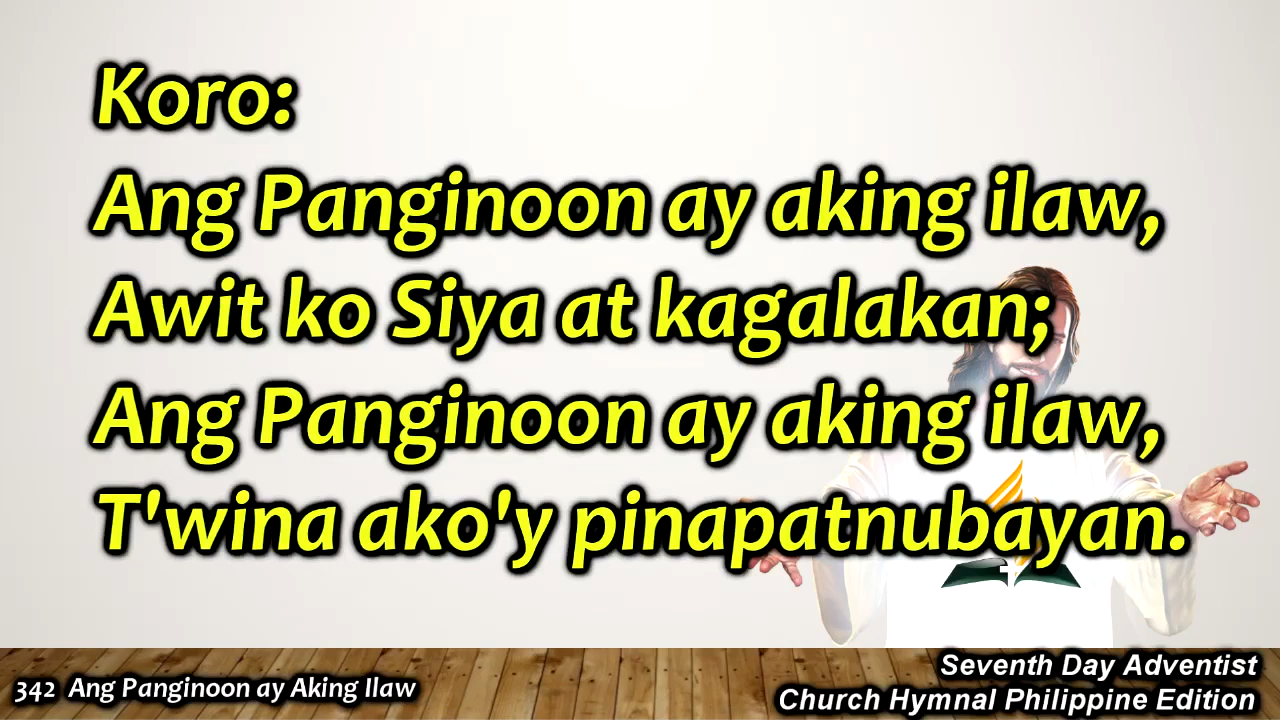 Koro:
Ang Panginoon ay aking ilaw,
Awit ko Siya at kagalakan;
Ang Panginoon ay aking ilaw,
T'wina ako'y pinapatnubayan.
342 Ang Panginoon ay Aking Ilaw
Seventh Day Adventist
Church Hymnal Philippine Edition